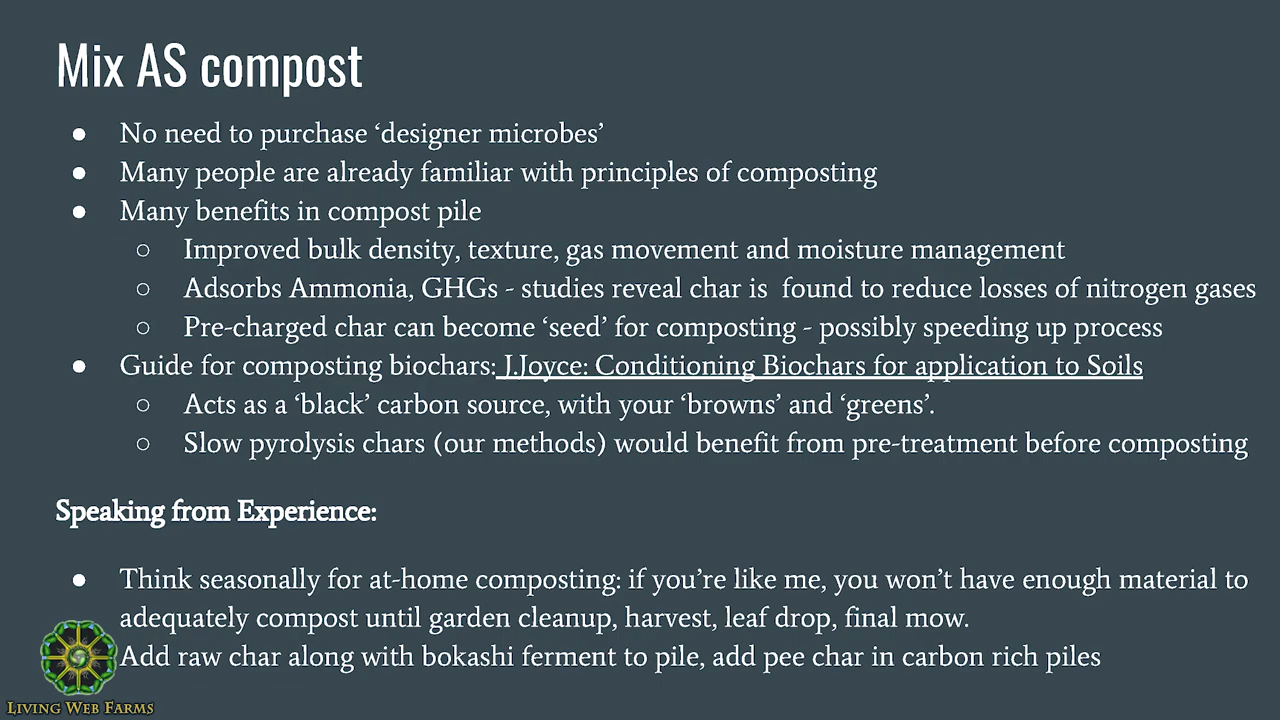 Mix AS compost
● No need to purchase ‘designer microbes’
● Many people are already familiar with principles of composting
● Many benefits in compost pile
○ Improved bulk density, texture, gas movement and moisture management
○ Adsorbs Ammonia, GHGs - studies reveal char is  found to reduce losses of nitrogen gases
○ Pre-charged char can become ‘seed’ for composting - possibly speeding up process
● Guide for composting biochars: J.Joyce: Conditioning Biochars for application to Soils
○ Acts as a ‘black’ carbon source, with your ‘browns’ and ‘greens’.
○ Slow pyrolysis chars (our methods) would benefit from pre-treatment before composting
Speaking from Experience:
● Think seasonally for at-home composting: if you’re like me, you won’t have enough material to
adequately compost until garden cleanup, harvest, leaf drop, final mow.
Add raw char along with bokashi ferment to pile, add pee char in carbon rich piles
LIVING WEB FARMS